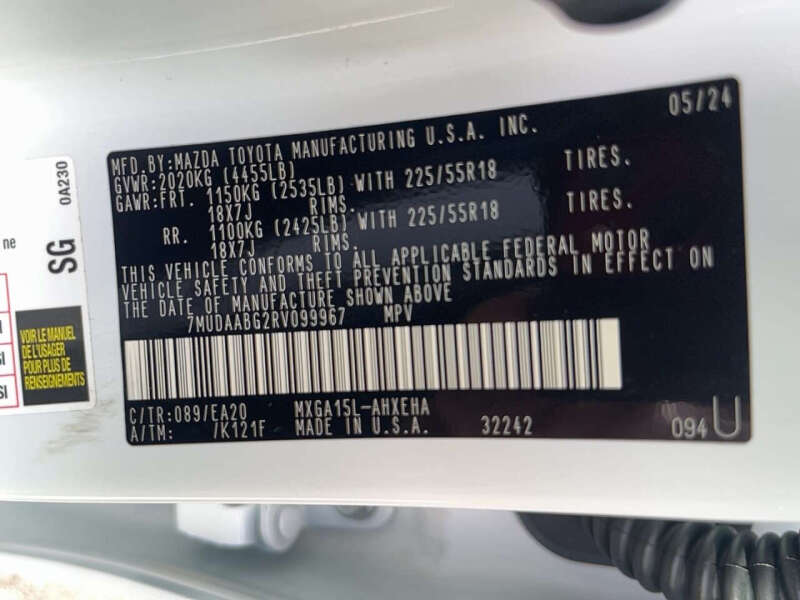 05/24
MFD.BY:MAZDA TOYOTA MANUFACTURING U.S.A. INC.
GVWR:2020KG (4455LB)
GAWR:FRT. 1150KG (2535LB) WITH 225/55R18 TIRES.
18X7J RIMS.
RR. 1100KG (2425LB) WITH 225/55R18 TIRES.
18X7J RIMS.
THIS VEHICLE CONFORMS TO ALL APPLICABLE FEDERAL MOTOR
VEHICLE SAFETY AND THEFT PREVENTION STANDARDS IN EFFECT ON
THE DATE OF MANUFACTURE SHOWN ABOVE
7MUDAABG2RV099967 MPV
C/TR:089/EA20 MXGA15L-AHXEHA
A/TM: /K121F MADE IN U.S.A. 32242 094 U
0A230
SG
ne
VOIR LE MANUEL
DE L'USAGER
POUR PLUS DE
RENSEIGNEMENTS
SI
SI